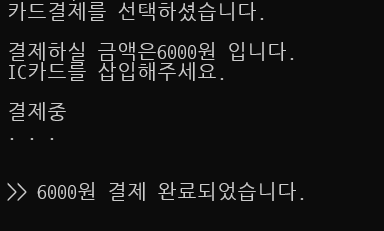 카드결제를 선택하셨습니다.
결제하실 금액은6000원 입니다.
IC카드를 삽입해주세요.
결제중
. . .
>> 6000원 결제 완료되었습니다.